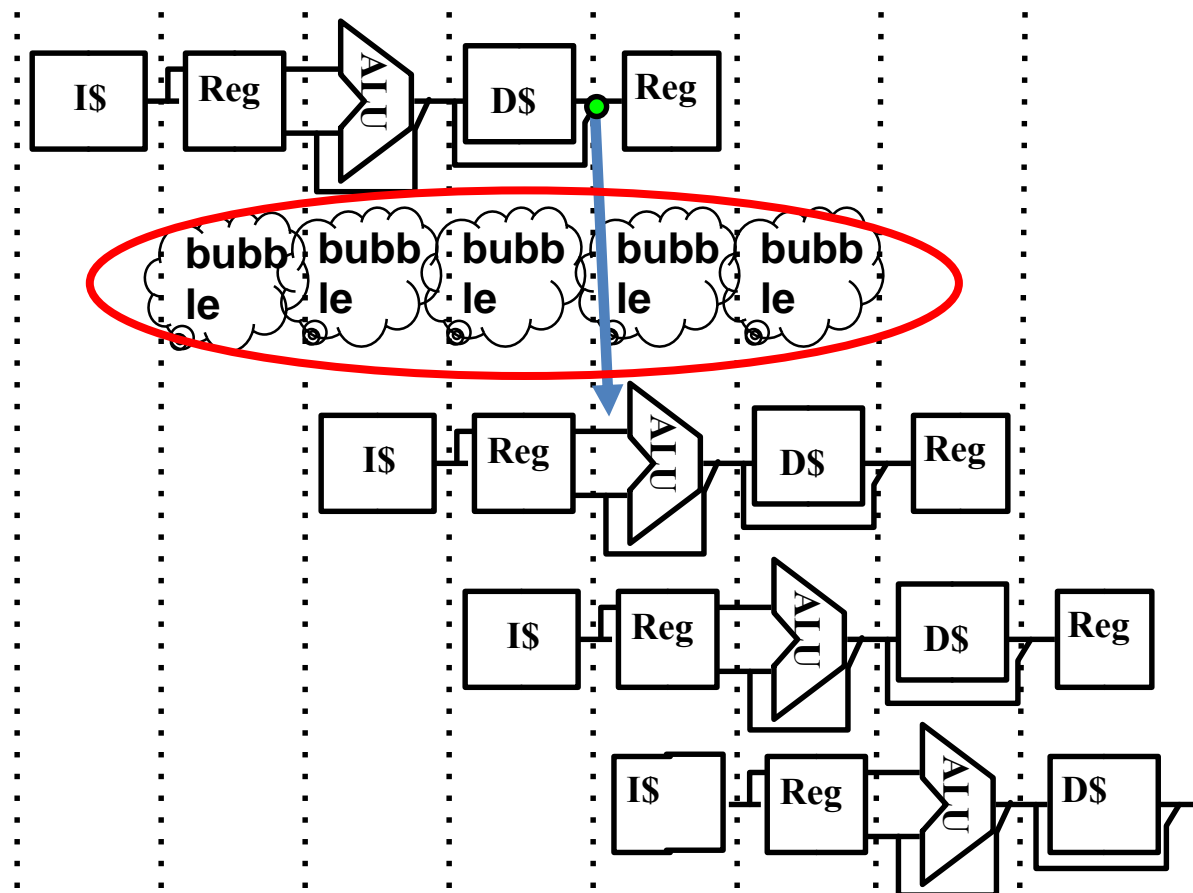 I$ Reg ALU D$ Reg
bubb bubb bubb bubb bubb
le le le le le
I$ Reg ALU D$ Reg
I$ Reg ALU D$ Reg
I$ Reg ALU D$